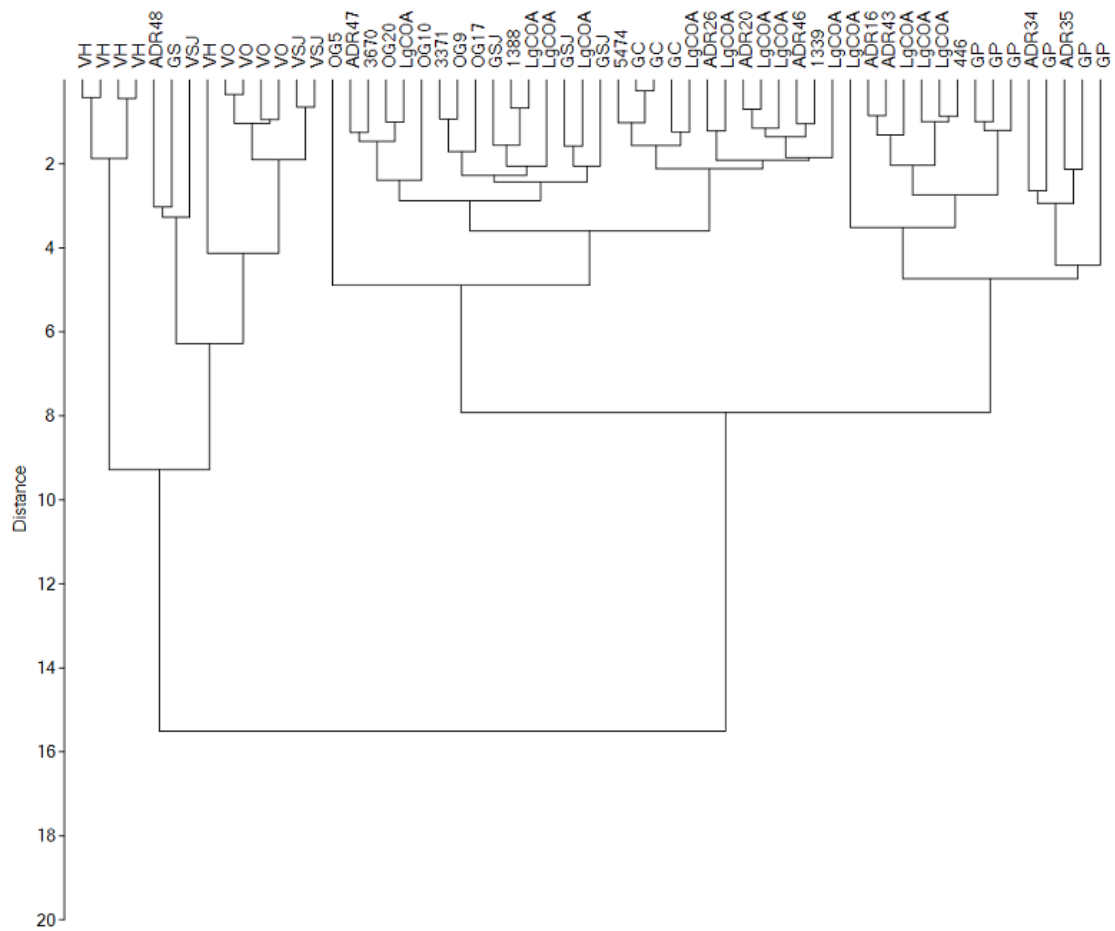 VH
VH
VH
VH
ADR48
GS
VSJ
VH
VO
VO
VO
VO
VSJ
VSJ
OG5
ADR47
3670
OG20
LgCOA
OG10
3371
OG9
OG17
GSJ
1388
LgCOA
LgCOA
GSJ
LgCOA
GSJ
5474
GC
GC
GC
LgCOA
ADR26
LgCOA
ADR20
LgCOA
LgCOA
ADR46
1339
LgCOA
LgCOA
ADR16
ADR43
LgCOA
LgCOA
LgCOA
446
GP
GP
GP
ADR34
GP
ADR35
GP
GP
2
4
6
8
10
12
14
16
18
20
Distance